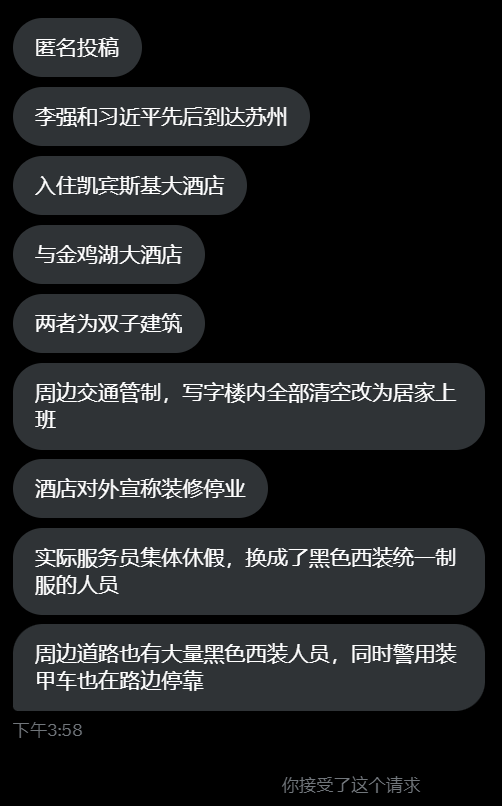 匿名投稿
李强和习近平先后到达苏州
入住凯宾斯基大酒店
与金鸡湖大酒店
两者为双子建筑
周边交通管制，写字楼内全部清空改为居家上
班
酒店对外宣称装修停业
实际服务员集体休假，换成了黑色西装统一制
服的人员
周边道路也有大量黑色西装人员，同时警用装
甲车也在路边停靠
下午3:58
你接受了这个请求